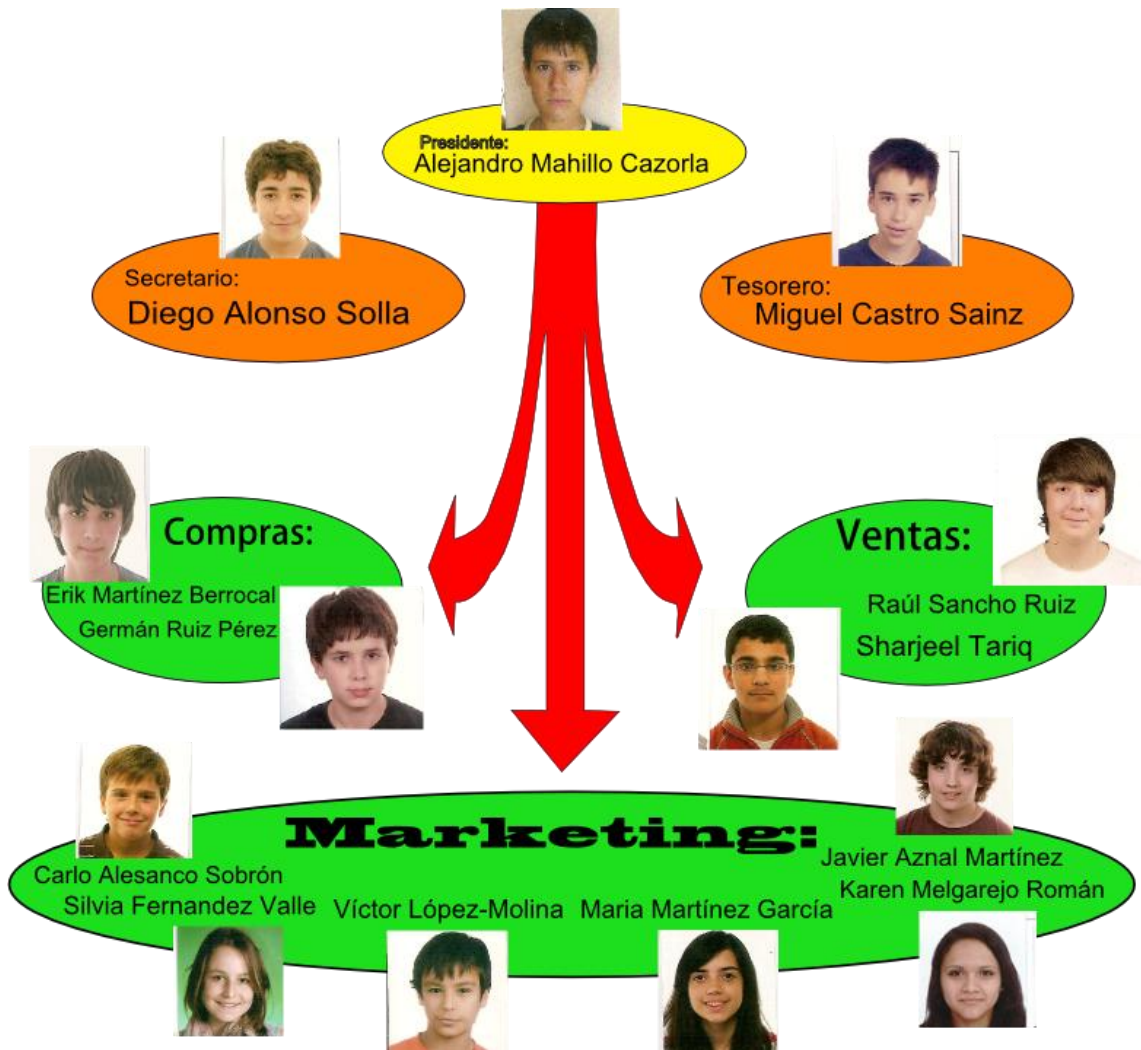 Presidente:
Alejandro Mahillo Cazorla
Secretario:
Diego Alonso Solla
Tesorero:
Miguel Castro Sainz
Compras:
Erik Martínez Berrocal
Germán Ruiz Pérez
Ventas:
Raúl Sancho Ruiz
Sharjeel Tariq
Marketing:
Carlo Alesanco Sobrón
Silvia Fernandez Valle
Víctor López-Molina
Maria Martínez García
Javier Aznal Martínez
Karen Melgarejo Román